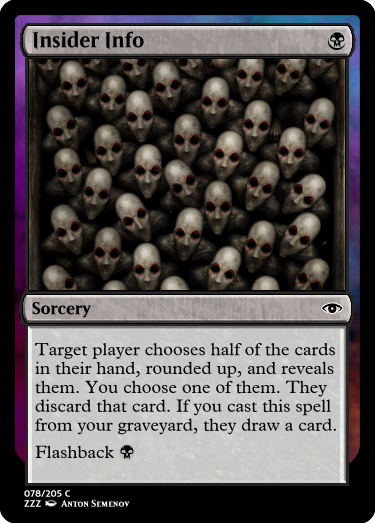 Insider Info
Sorcery
Target player chooses half of the cards
in their hand, rounded up, and reveals
them. You choose one of them. They
discard that card. If you cast this spell
from your graveyard, they draw a card.
Flashback
078/205 C
ZZZ Anton Semenov